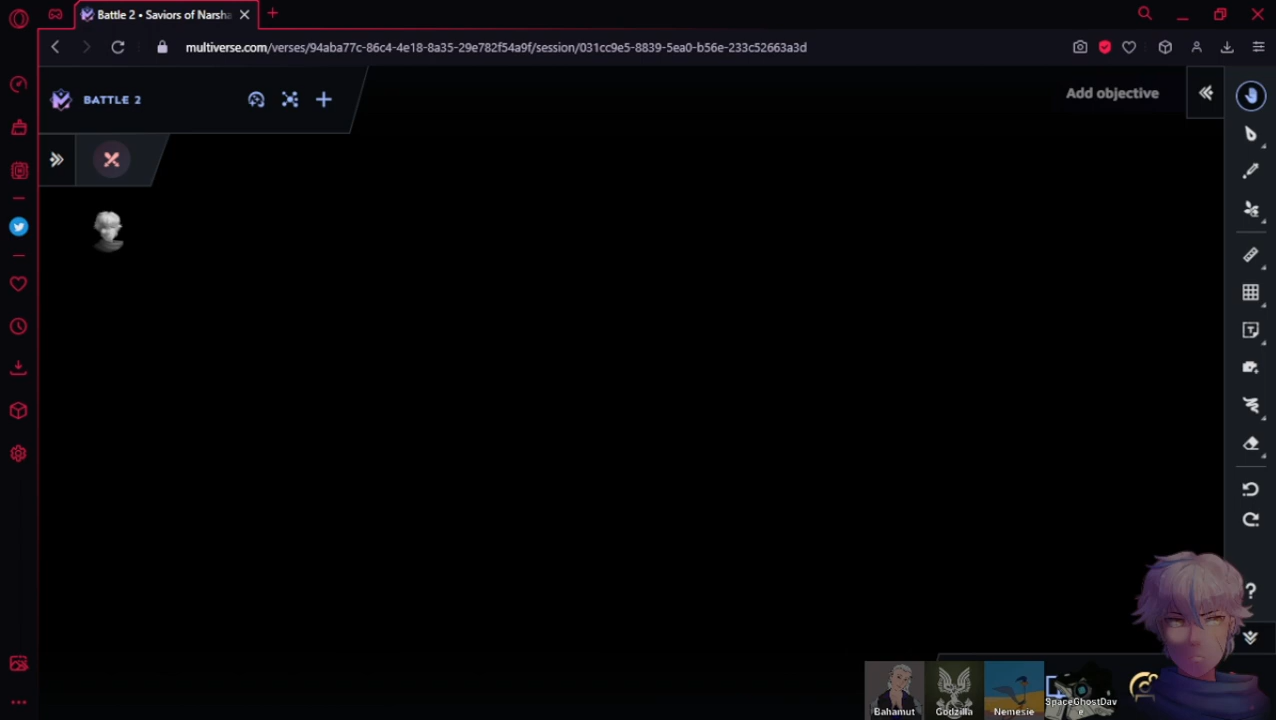 Battle 2 • Saviors of Narsha
multiverse.com/verses/94aba77c-86c4-4e18-8a35-29e782f54a9f/session/031cc9e5-8839-5ea0-b56e-233c52663a3d
BATTLE 2
Add objective
Bahamut
Godzilla
Nemesie
SpaceGhostDav
e